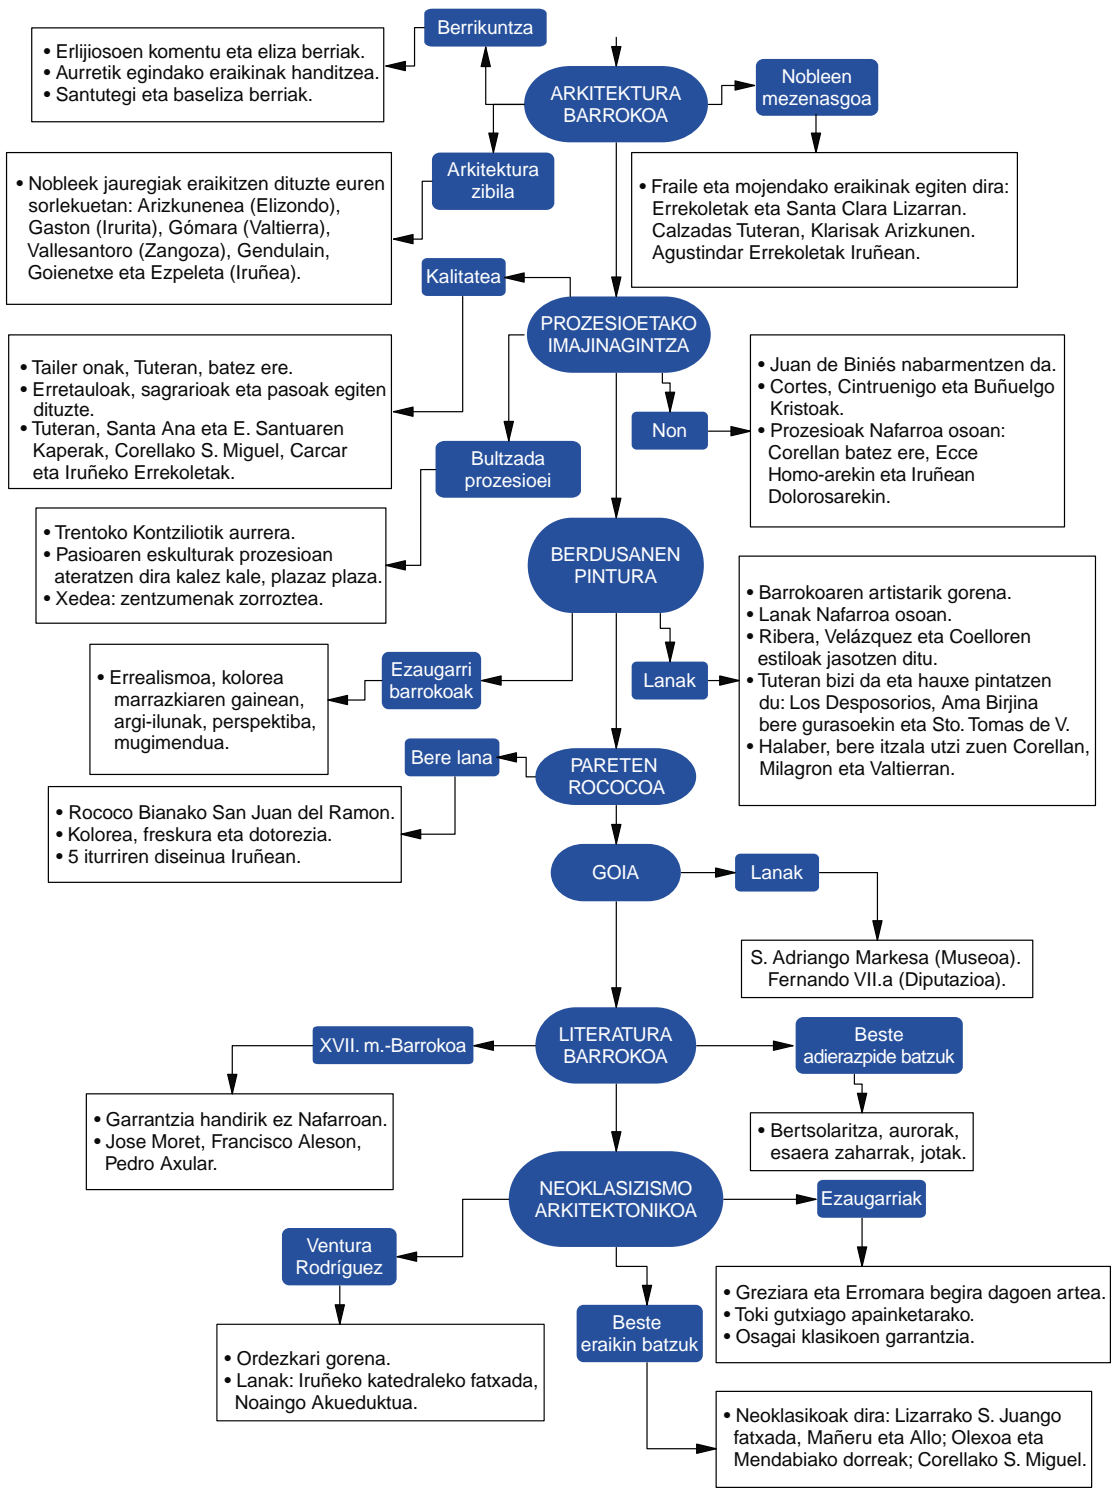 Berrikuntza
• Erlijiosoen komentu eta eliza berriak.
• Aurretik egindako eraikinak handitzea.
• Santutegi eta baseliza berriak.
ARKITEKTURA
BARROKOA
Nobleen
mezenasgoa
Arkitektura
zibila
• Nobleek jauregiak eraikitzen dituzte euren
sorlekuetan: Arizkunenea (Elizondo),
Gaston (Irurita), Gómara (Valtierra),
Vallesantoro (Zangoza), Gendulain,
Goienetxe eta Ezpeleta (Iruñea).
• Fraile eta mojendako eraikinak egiten dira:
Errekoletak eta Santa Clara Lizarran.
Calzadas Tuteran, Klarisak Arizkunen.
Agustindar Errekoletak Iruñean.
Kalitatea
PROZESIOETAKO
IMAJINAGINTZA
• Tailer onak, Tuteran, batez ere.
• Erretauloak, sagrarioak eta pasoak egiten
dituzte.
• Tuteran, Santa Ana eta E. Santuaren
Kaperak, Corellako S. Miguel, Carcar
eta Iruñeko Errekoletak.
Non
• Juan de Biniés nabarmentzen da.
• Cortes, Cintruenigo eta Buñuelgo
Kristoak.
• Prozesioak Nafarroa osoan:
Corellan batez ere, Ecce
Homo-arekin eta Iruñean
Dolorosarekin.
Bultzada
prozesioei
• Trentoko Kontziliotik aurrera.
• Pasioaren eskulturak prozesioan
ateratzen dira kalez kale, plazaz plaza.
• Xedea: zentzumenak zorroztea.
BERDUSANEN
PINTURA
Ezaugarri
barrokoak
• Errealismoa, kolorea
marrazkiaren gainean,
argi-ilunak, perspektiba,
mugimendua.
Lanak
• Barrokoaren artistarik gorena.
• Lanak Nafarroa osoan.
• Ribera, Velázquez eta Coelloren
estiloak jasotzen ditu.
• Tuteran bizi da eta hauxe pintatzen
du: Los Desposorios, Ama Birjina
bere gurasoekin eta Sto. Tomas de V.
• Halaber, bere itzala utzi zuen Corellan,
Milagron eta Valtierran.
Bere lana
PARETEN
ROCOCOA
• Rococo Bianako San Juan del Ramon.
• Kolorea, freskura eta dotorezia.
• 5 iturriren diseinua Iruñean.
GOIA
Lanak
S. Adriango Markesa (Museoa).
Fernando VII.a (Diputazioa).
XVII. m.-Barrokoa
LITERATURA
BARROKOA
Beste
adierazpide batzuk
• Garrantzia handirik ez Nafarroan.
• Jose Moret, Francisco Aleson,
Pedro Axular.
• Bertsolaritza, aurorak,
esaera zaharrak, jotak.
NEOKLASIZISMO
ARKITEKTONIKOA
Ezaugarriak
Ventura
Rodríguez
• Greziara eta Erromara begira dagoen artea.
• Toki gutxiago apainketarako.
• Osagai klasikoen garrantzia.
Beste
eraikin batzuk
• Ordezkari gorena.
• Lanak: Iruñeko katedraleko fatxada,
Noaingo Akueduktua.
• Neoklasikoak dira: Lizarrako S. Juango
fatxada, Mañeru eta Allo; Olexoa eta
Mendabiako dorreak; Corellako S. Miguel.